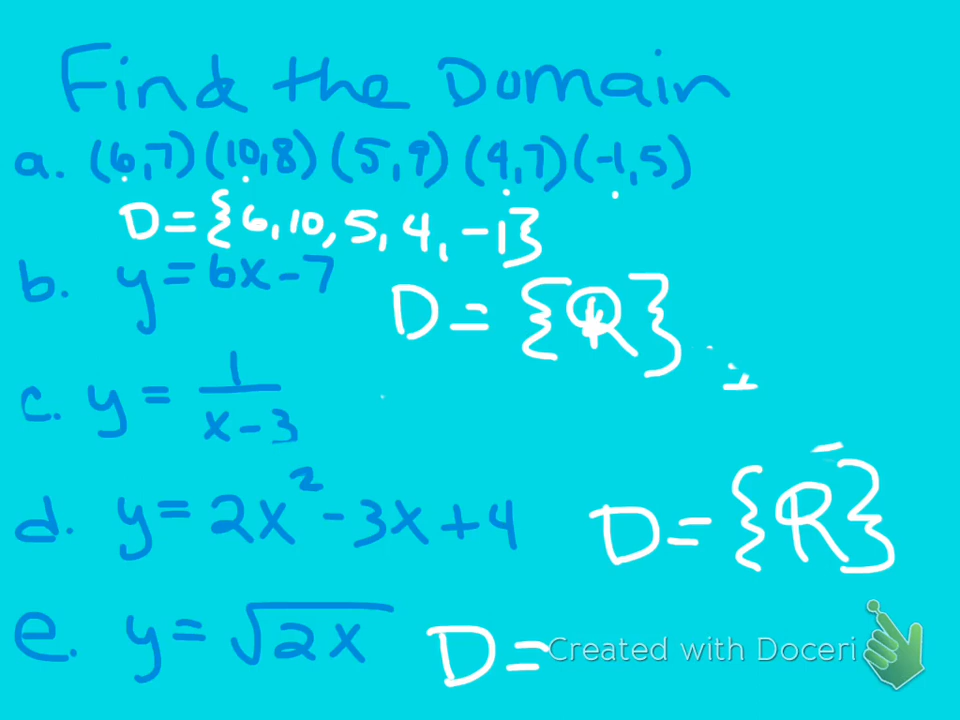 Find the Domain
a. (6,7) (10,8) (5,9) (4,7) (-1,5)
D = {6, 10, 5, 4, -1}
b. y = 6x - 7
D = {ℝ}
c. y = 1/(x - 3)
d. y = 2x² - 3x + 4
D = {ℝ}
e. y = √2x
D =
Created with Doceri